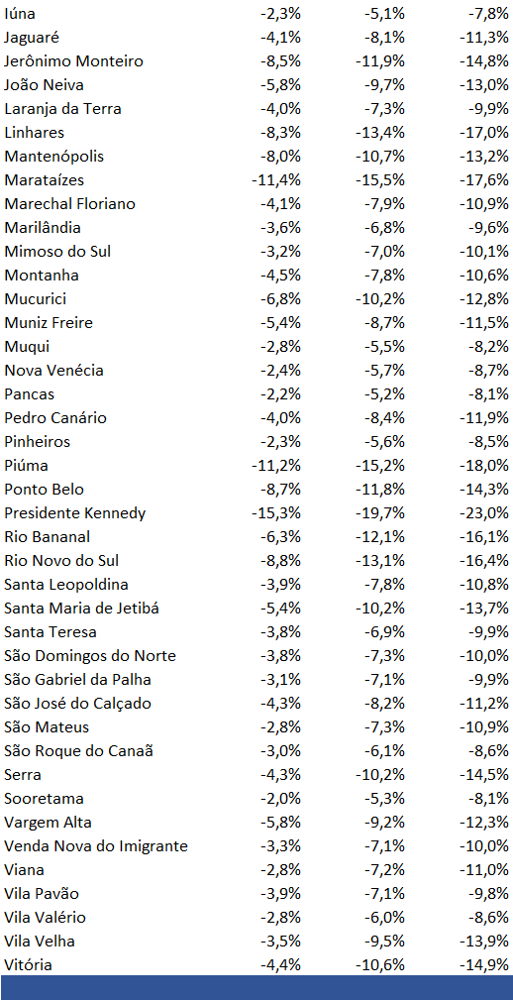 Iúna -2,3% -5,1% -7,8%
Jaguaré -4,1% -8,1% -11,3%
Jerônimo Monteiro -8,5% -11,9% -14,8%
João Neiva -5,8% -9,7% -13,0%
Laranja da Terra -4,0% -7,3% -9,9%
Linhares -8,3% -13,4% -17,0%
Mantenópolis -8,0% -10,7% -13,2%
Marataízes -11,4% -15,5% -17,6%
Marechal Floriano -4,1% -7,9% -10,9%
Marilândia -3,6% -6,8% -9,6%
Mimoso do Sul -3,2% -7,0% -10,1%
Montanha -4,5% -7,8% -10,6%
Mucurici -6,8% -10,2% -12,8%
Muniz Freire -5,4% -8,7% -11,5%
Muqui -2,8% -5,5% -8,2%
Nova Venécia -2,4% -5,7% -8,7%
Pancas -2,2% -5,2% -8,1%
Pedro Canário -4,0% -8,4% -11,9%
Pinheiros -2,3% -5,6% -8,5%
Piúma -11,2% -15,2% -18,0%
Ponto Belo -8,7% -11,8% -14,3%
Presidente Kennedy -15,3% -19,7% -23,0%
Rio Bananal -6,3% -12,1% -16,1%
Rio Novo do Sul -8,8% -13,1% -16,4%
Santa Leopoldina -3,9% -7,8% -10,8%
Santa Maria de Jetibá -5,4% -10,2% -13,7%
Santa Teresa -3,8% -6,9% -9,9%
São Domingos do Norte -3,8% -7,3% -10,0%
São Gabriel da Palha -3,1% -7,1% -9,9%
São José do Calçado -4,3% -8,2% -11,2%
São Mateus -2,8% -7,3% -10,9%
São Roque do Canaã -3,0% -6,1% -8,6%
Serra -4,3% -10,2% -14,5%
Sooretama -2,0% -5,3% -8,1%
Vargem Alta -5,8% -9,2% -12,3%
Venda Nova do Imigrante -3,3% -7,1% -10,0%
Viana -2,8% -7,2% -11,0%
Vila Pavão -3,9% -7,1% -9,8%
Vila Valério -2,8% -6,0% -8,6%
Vila Velha -3,5% -9,5% -13,9%
Vitória -4,4% -10,6% -14,9%